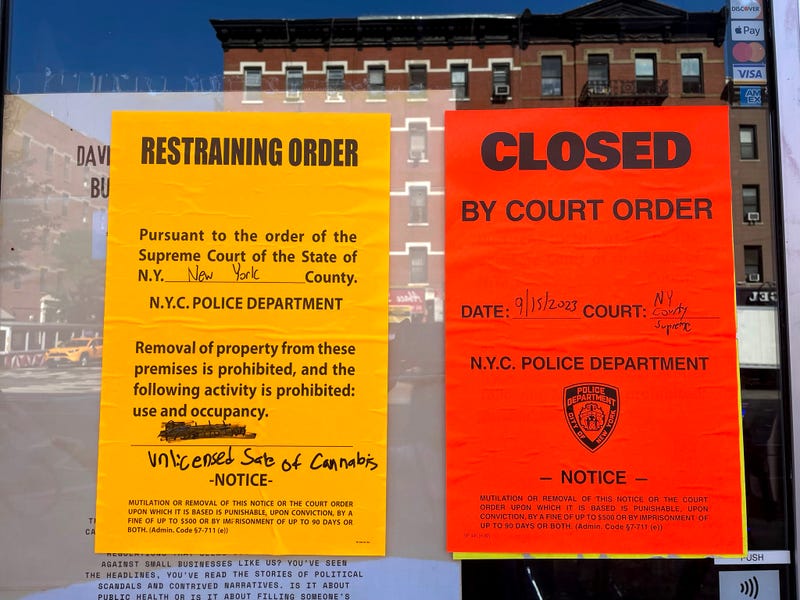 RESTRAINING ORDER
Pursuant to the order of the
Supreme Court of the State of
N.Y. New York County.
N.Y.C. POLICE DEPARTMENT
Removal of property from these
premises is prohibited, and the
following activity is prohibited:
use and occupancy.
Unlicensed Sale of Cannabis
-NOTICE-
MUTILATION OR REMOVAL OF THIS NOTICE OR THE COURT ORDER
UPON WHICH IT IS BASED IS PUNISHABLE, UPON CONVICTION, BY A
FINE OF UP TO $500 OR BY IMPRISONMENT OF UP TO 90 DAYS OR
BOTH. (Admin. Code §7-711 (e))
CLOSED
BY COURT ORDER
DATE: 9/15/2023 COURT: NY
County
Supreme
N.Y.C. POLICE DEPARTMENT
POLICE
DEPARTMENT
CITY OF NEW YORK
— NOTICE —
MUTILATION OR REMOVAL OF THIS NOTICE OR THE COURT
ORDER UPON WHICH IT IS BASED IS PUNISHABLE, UPON
CONVICTION, BY A FINE OF UP TO $500 OR BY IMPRISONMENT OF
UP TO 90 DAYS OR BOTH. (Admin. Code §7-711 (e))
DISCOVER
Pay
VISA
AM
EX
PUSH
DAVI
BU
AGAINST SMALL BUSINESSES LIKE US? YOU'VE SEEN
THE HEADLINES, YOU'VE READ THE STORIES OF POLITICAL
SCANDALS AND CONTRIVED NARRATIVES. IS IT ABOUT
PUBLIC HEALTH OR IS IT ABOUT FILLING SOMEONE'S